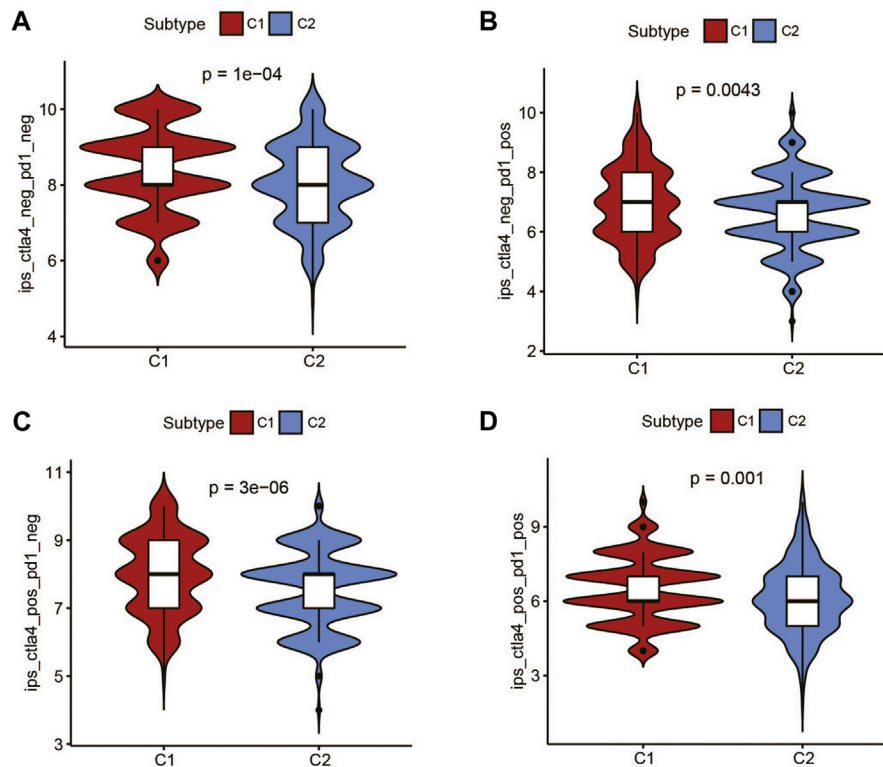 A
Subtype C1 C2
p = 1e−04
ips_ctla4_neg_pd1_neg
10
8
6
4
C1 C2
B
Subtype C1 C2
p = 0.0043
ips_ctla4_neg_pd1_pos
10
8
6
4
2
C1 C2
C
Subtype C1 C2
p = 3e−06
ips_ctla4_pos_pd1_neg
11
9
7
5
3
C1 C2
D
Subtype C1 C2
p = 0.001
ips_ctla4_pos_pd1_pos
9
6
3
C1 C2